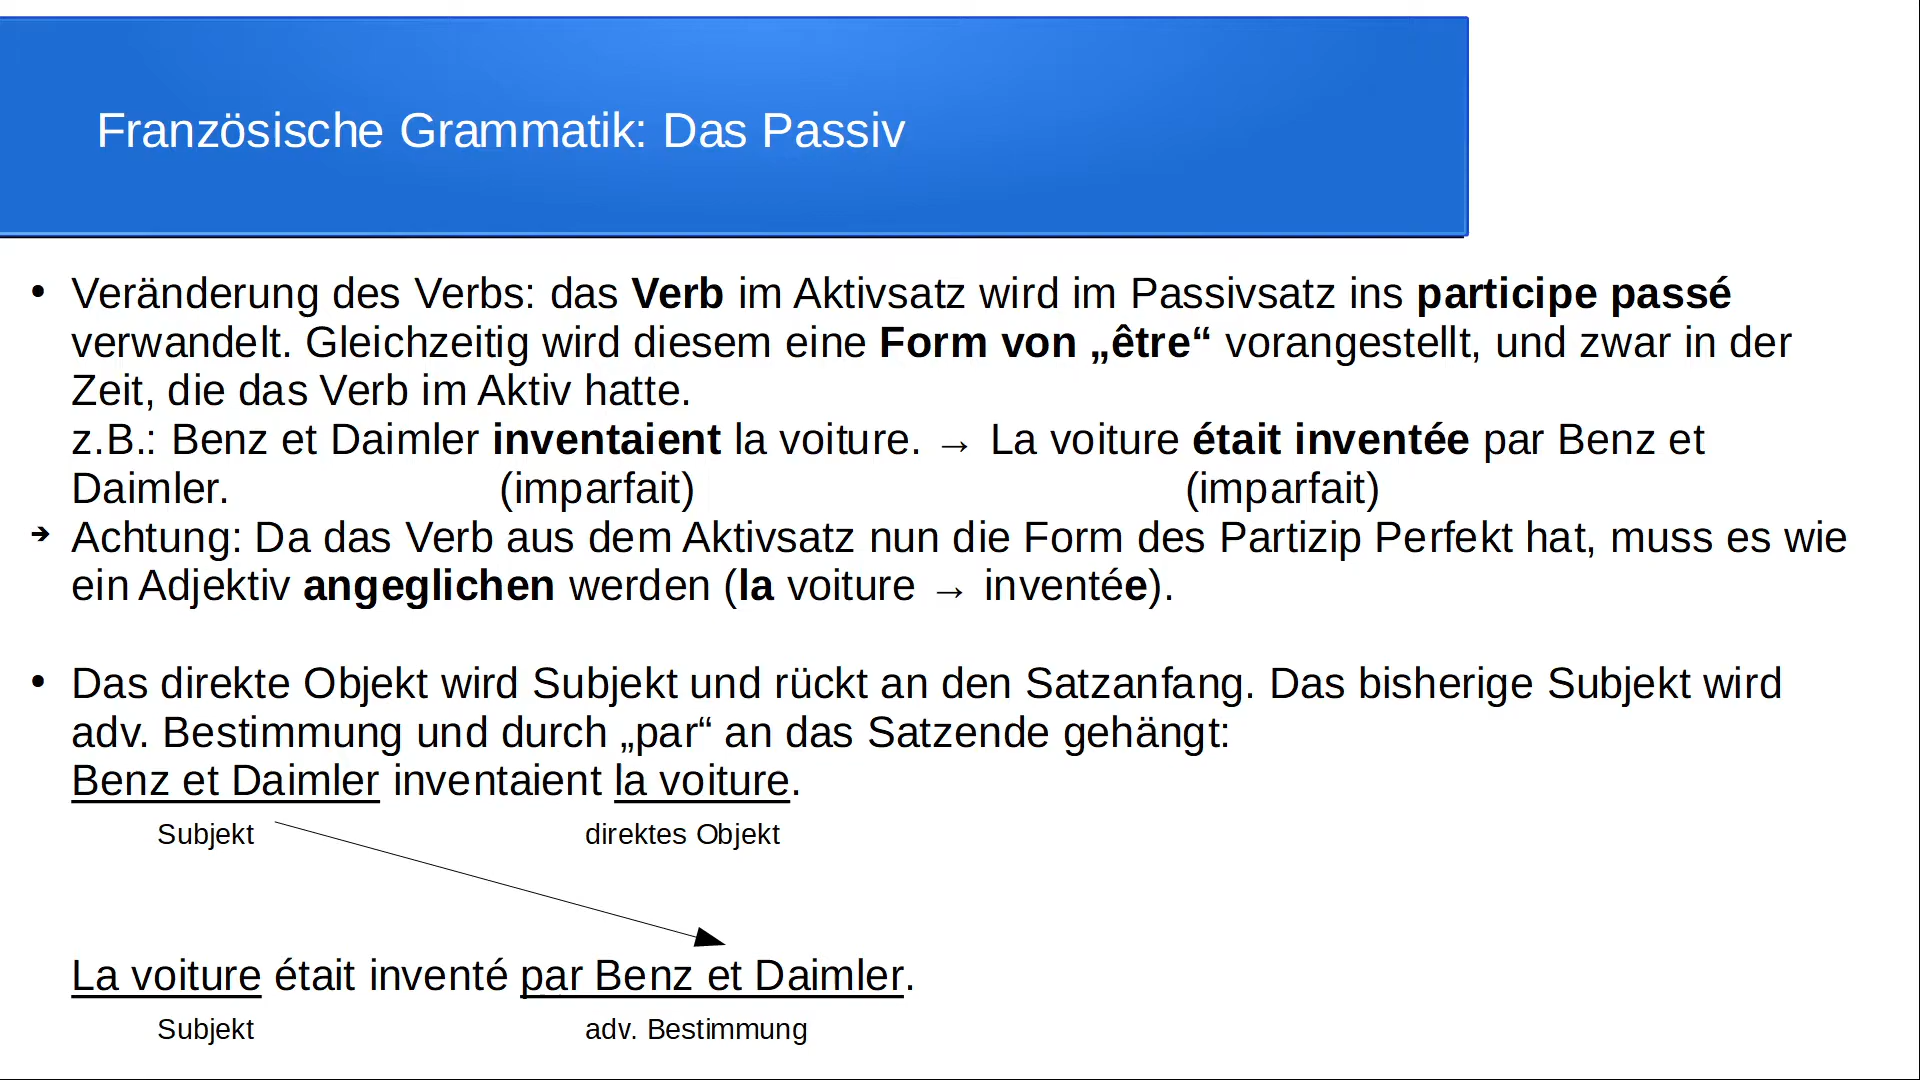 Französische Grammatik: Das Passiv
• Veränderung des Verbs: das Verb im Aktivsatz wird im Passivsatz ins participe passé
verwandelt. Gleichzeitig wird diesem eine Form von „être“ vorangestellt, und zwar in der
Zeit, die das Verb im Aktiv hatte.
z.B.: Benz et Daimler inventaient la voiture. → La voiture était inventée par Benz et
Daimler. (imparfait) (imparfait)
➔ Achtung: Da das Verb aus dem Aktivsatz nun die Form des Partizip Perfekt hat, muss es wie
ein Adjektiv angeglichen werden (la voiture → inventée).
• Das direkte Objekt wird Subjekt und rückt an den Satzanfang. Das bisherige Subjekt wird
adv. Bestimmung und durch „par“ an das Satzende gehängt:
Benz et Daimler inventaient la voiture.
Subjekt direktes Objekt
La voiture était inventé par Benz et Daimler.
Subjekt adv. Bestimmung